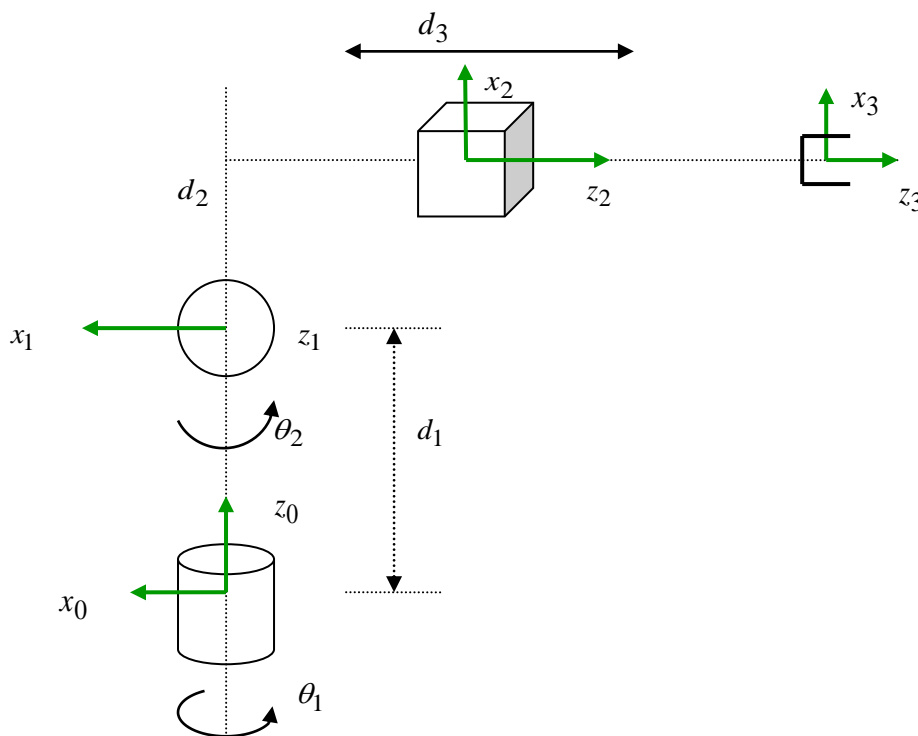 d₃
x₂
x₃
d₂
z₂
z₃
x₁
z₁
θ₂
d₁
z₀
x₀
θ₁